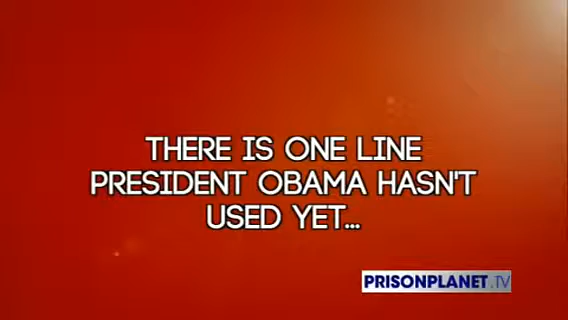 THERE IS ONE LINE
PRESIDENT OBAMA HASN'T
USED YET...
PRISONPLANET.TV